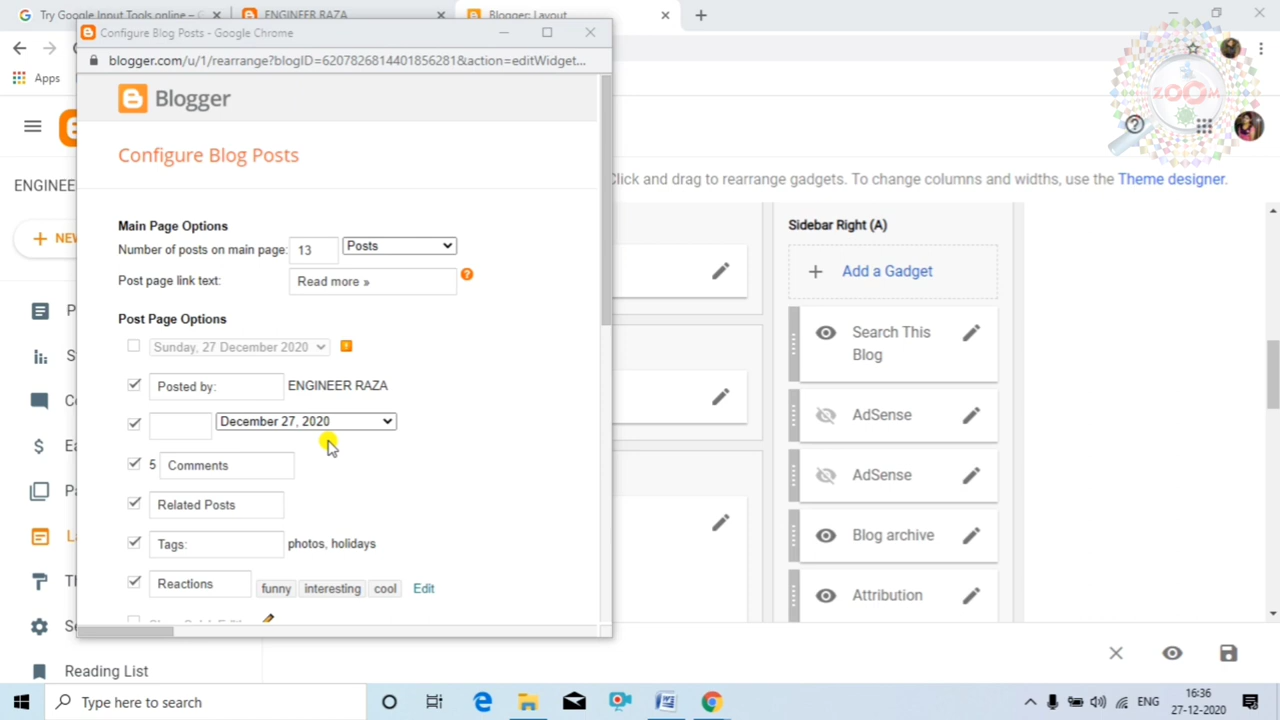 Try Google Input Tools online –
ENGINEER RAZA
Blogger: Layout
Configure Blog Posts - Google Chrome
blogger.com/u/1/rearrange?blogID=6207826814401856281&action=editWidget...
Apps
Blogger
ZOOM
Configure Blog Posts
ENGINEE
Click and drag to rearrange gadgets. To change columns and widths, use the Theme designer.
Main Page Options
Sidebar Right (A)
NEW
Number of posts on main page: 13 Posts
Add a Gadget
Post page link text: Read more »
Post Page Options
Search This
Blog
Sunday, 27 December 2020
Posted by: ENGINEER RAZA
December 27, 2020
AdSense
5 Comments
AdSense
Related Posts
Blog archive
Tags: photos, holidays
Reactions funny interesting cool Edit
Attribution
Reading List
Type here to search
ENG
16:36
27-12-2020